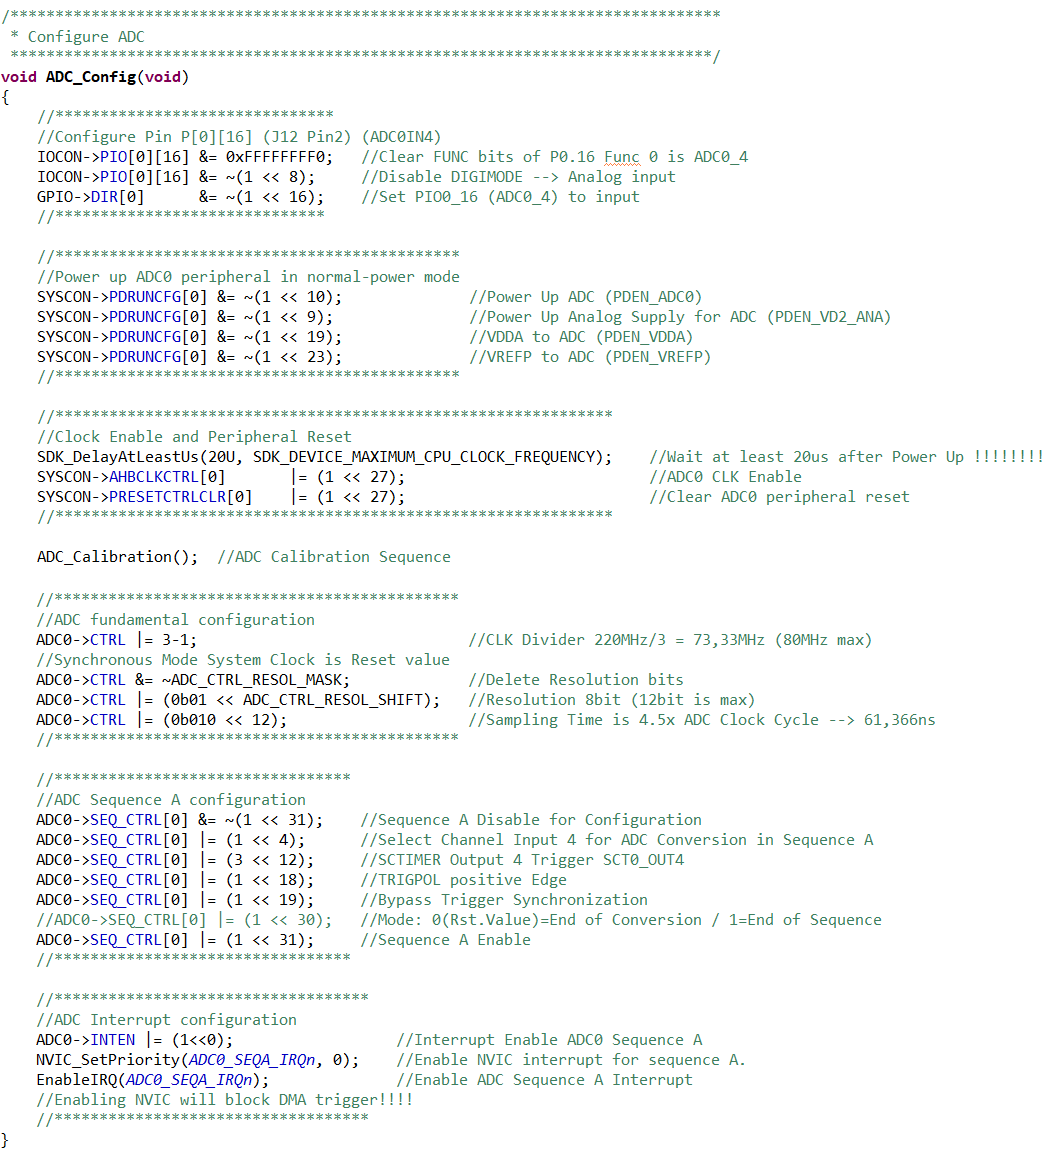 /*******************************************************************************
 * Configure ADC
 ******************************************************************************/
void ADC_Config(void)
{
    //*******************************
    //Configure Pin P[0][16] (J12 Pin2) (ADC0IN4)
    IOCON->PIO[0][16] &= 0xFFFFFFFF0;   //Clear FUNC bits of P0.16 Func 0 is ADC0_4
    IOCON->PIO[0][16] &= ~(1 << 8);     //Disable DIGIMODE --> Analog input
    GPIO->DIR[0]      &= ~(1 << 16);    //Set PIO0_16 (ADC0_4) to input
    //******************************

    //*********************************************
    //Power up ADC0 peripheral in normal-power mode
    SYSCON->PDRUNCFG[0] &= ~(1 << 10);              //Power Up ADC (PDEN_ADC0)
    SYSCON->PDRUNCFG[0] &= ~(1 << 9);               //Power Up Analog Supply for ADC (PDEN_VD2_ANA)
    SYSCON->PDRUNCFG[0] &= ~(1 << 19);              //VDDA to ADC (PDEN_VDDA)
    SYSCON->PDRUNCFG[0] &= ~(1 << 23);              //VREFP to ADC (PDEN_VREFP)
    //*********************************************

    //**************************************************************
    //Clock Enable and Peripheral Reset
    SDK_DelayAtLeastUs(20U, SDK_DEVICE_MAXIMUM_CPU_CLOCK_FREQUENCY);    //Wait at least 20us after Power Up !!!!!!!!
    SYSCON->AHBCLKCTRL[0]       |= (1 << 27);                           //ADC0 CLK Enable
    SYSCON->PRESETCTRLCLR[0]    |= (1 << 27);                           //Clear ADC0 peripheral reset
    //**************************************************************

    ADC_Calibration();  //ADC Calibration Sequence

    //*********************************************
    //ADC fundamental configuration
    ADC0->CTRL |= 3-1;                              //CLK Divider 220MHz/3 = 73,33MHz (80MHz max)
    //Synchronous Mode System Clock is Reset value
    ADC0->CTRL &= ~ADC_CTRL_RESOL_MASK;             //Delete Resolution bits
    ADC0->CTRL |= (0b01 << ADC_CTRL_RESOL_SHIFT);   //Resolution 8bit (12bit is max)
    ADC0->CTRL |= (0b010 << 12);                    //Sampling Time is 4.5x ADC Clock Cycle --> 61,366ns
    //*********************************************

    //*********************************
    //ADC Sequence A configuration
    ADC0->SEQ_CTRL[0] &= ~(1 << 31);    //Sequence A Disable for Configuration
    ADC0->SEQ_CTRL[0] |= (1 << 4);      //Select Channel Input 4 for ADC Conversion in Sequence A
    ADC0->SEQ_CTRL[0] |= (3 << 12);     //SCTIMER Output 4 Trigger SCT0_OUT4
    ADC0->SEQ_CTRL[0] |= (1 << 18);     //TRIGPOL positive Edge
    ADC0->SEQ_CTRL[0] |= (1 << 19);     //Bypass Trigger Synchronization
    //ADC0->SEQ_CTRL[0] |= (1 << 30);   //Mode: 0(Rst.Value)=End of Conversion / 1=End of Sequence
    ADC0->SEQ_CTRL[0] |= (1 << 31);     //Sequence A Enable
    //*********************************

    //***********************************
    //ADC Interrupt configuration
    ADC0->INTEN |= (1<<0);                  //Interrupt Enable ADC0 Sequence A
    NVIC_SetPriority(ADC0_SEQA_IRQn, 0);    //Enable NVIC interrupt for sequence A.
    EnableIRQ(ADC0_SEQA_IRQn);              //Enable ADC Sequence A Interrupt
    //Enabling NVIC will block DMA trigger!!!!
    //***********************************
}